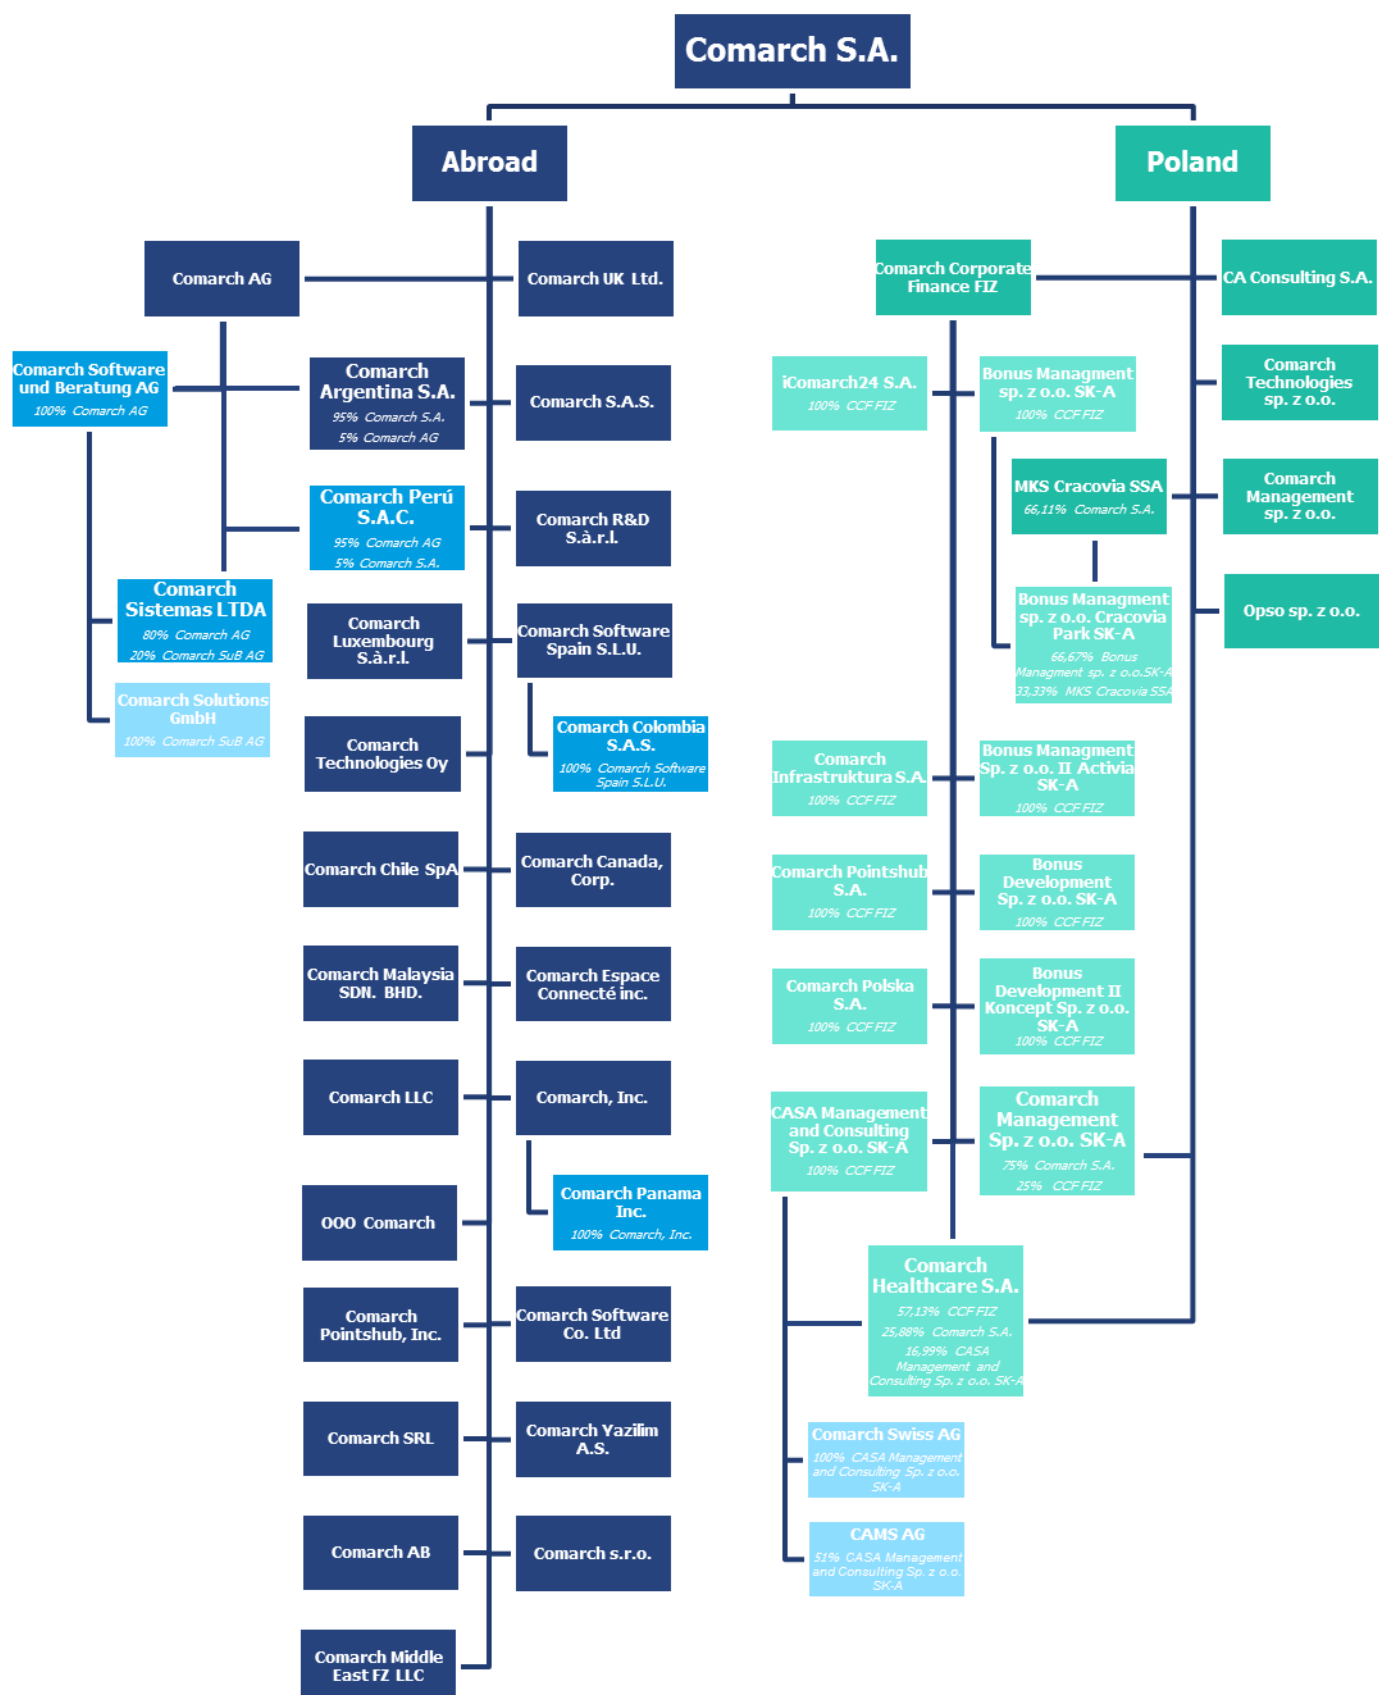 Comarch S.A.
Abroad
Poland
Comarch AG
Comarch UK Ltd.
Comarch Software
und Beratung AG
100% Comarch AG
Comarch
Argentina S.A.
95% Comarch S.A.
5% Comarch AG
Comarch S.A.S.
Comarch Perú
S.A.C.
95% Comarch AG
5% Comarch S.A.
Comarch R&D
S.à.r.l.
Comarch
Sistemas LTDA
80% Comarch AG
20% Comarch SuB AG
Comarch
Luxembourg
S.à.r.l.
Comarch Software
Spain S.L.U.
Comarch Solutions
GmbH
100% Comarch SuB AG
Comarch
Technologies Oy
Comarch Colombia
S.A.S.
100% Comarch Software
Spain S.L.U.
Comarch Chile SpA
Comarch Canada,
Corp.
Comarch Malaysia
SDN. BHD.
Comarch Espace
Connecté inc.
Comarch LLC
Comarch, Inc.
OOO Comarch
Comarch Panama
Inc.
100% Comarch, Inc.
Comarch
Pointshub, Inc.
Comarch Software
Co. Ltd
Comarch SRL
Comarch Yazilim
A.S.
Comarch AB
Comarch s.r.o.
Comarch Middle
East FZ LLC
Comarch Corporate
Finance FIZ
CA Consulting S.A.
iComarch24 S.A.
100% CCF FIZ
Bonus Managment
sp. z o.o. SK-A
100% CCF FIZ
Comarch
Technologies
sp. z o.o.
MKS Cracovia SSA
66,11% Comarch S.A.
Comarch
Management
sp. z o.o.
Bonus Managment
sp. z o.o. Cracovia
Park SK-A
66,67% Bonus
Managment sp. z o.o.SK-A
33,33% MKS Cracovia SSA
Opso sp. z o.o.
Comarch
Infrastruktura S.A.
100% CCF FIZ
Bonus Managment
Sp. z o.o. II Activia
SK-A
100% CCF FIZ
Comarch Pointshub
S.A.
100% CCF FIZ
Bonus
Development
Sp. z o.o. SK-A
100% CCF FIZ
Comarch Polska
S.A.
100% CCF FIZ
Bonus
Development II
Koncept Sp. z o.o.
SK-A
100% CCF FIZ
CASA Management
and Consulting
Sp. z o.o. SK-A
100% CCF FIZ
Comarch
Management
Sp. z o.o. SK-A
75% Comarch S.A.
25% CCF FIZ
Comarch
Healthcare S.A.
57,13% CCF FIZ
25,88% Comarch S.A.
16,99% CASA
Management and
Consulting Sp. z o.o. SK-A
Comarch Swiss AG
100% CASA Management
and Consulting Sp. z o.o.
SK-A
CAMS AG
51% CASA Management
and Consulting Sp. z o.o.
SK-A